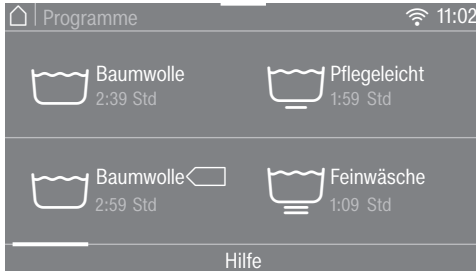 Programme 11:02
Baumwolle Pflegeleicht
2:39 Std 1:59 Std
Baumwolle Feinwäsche
2:59 Std 1:09 Std
Hilfe